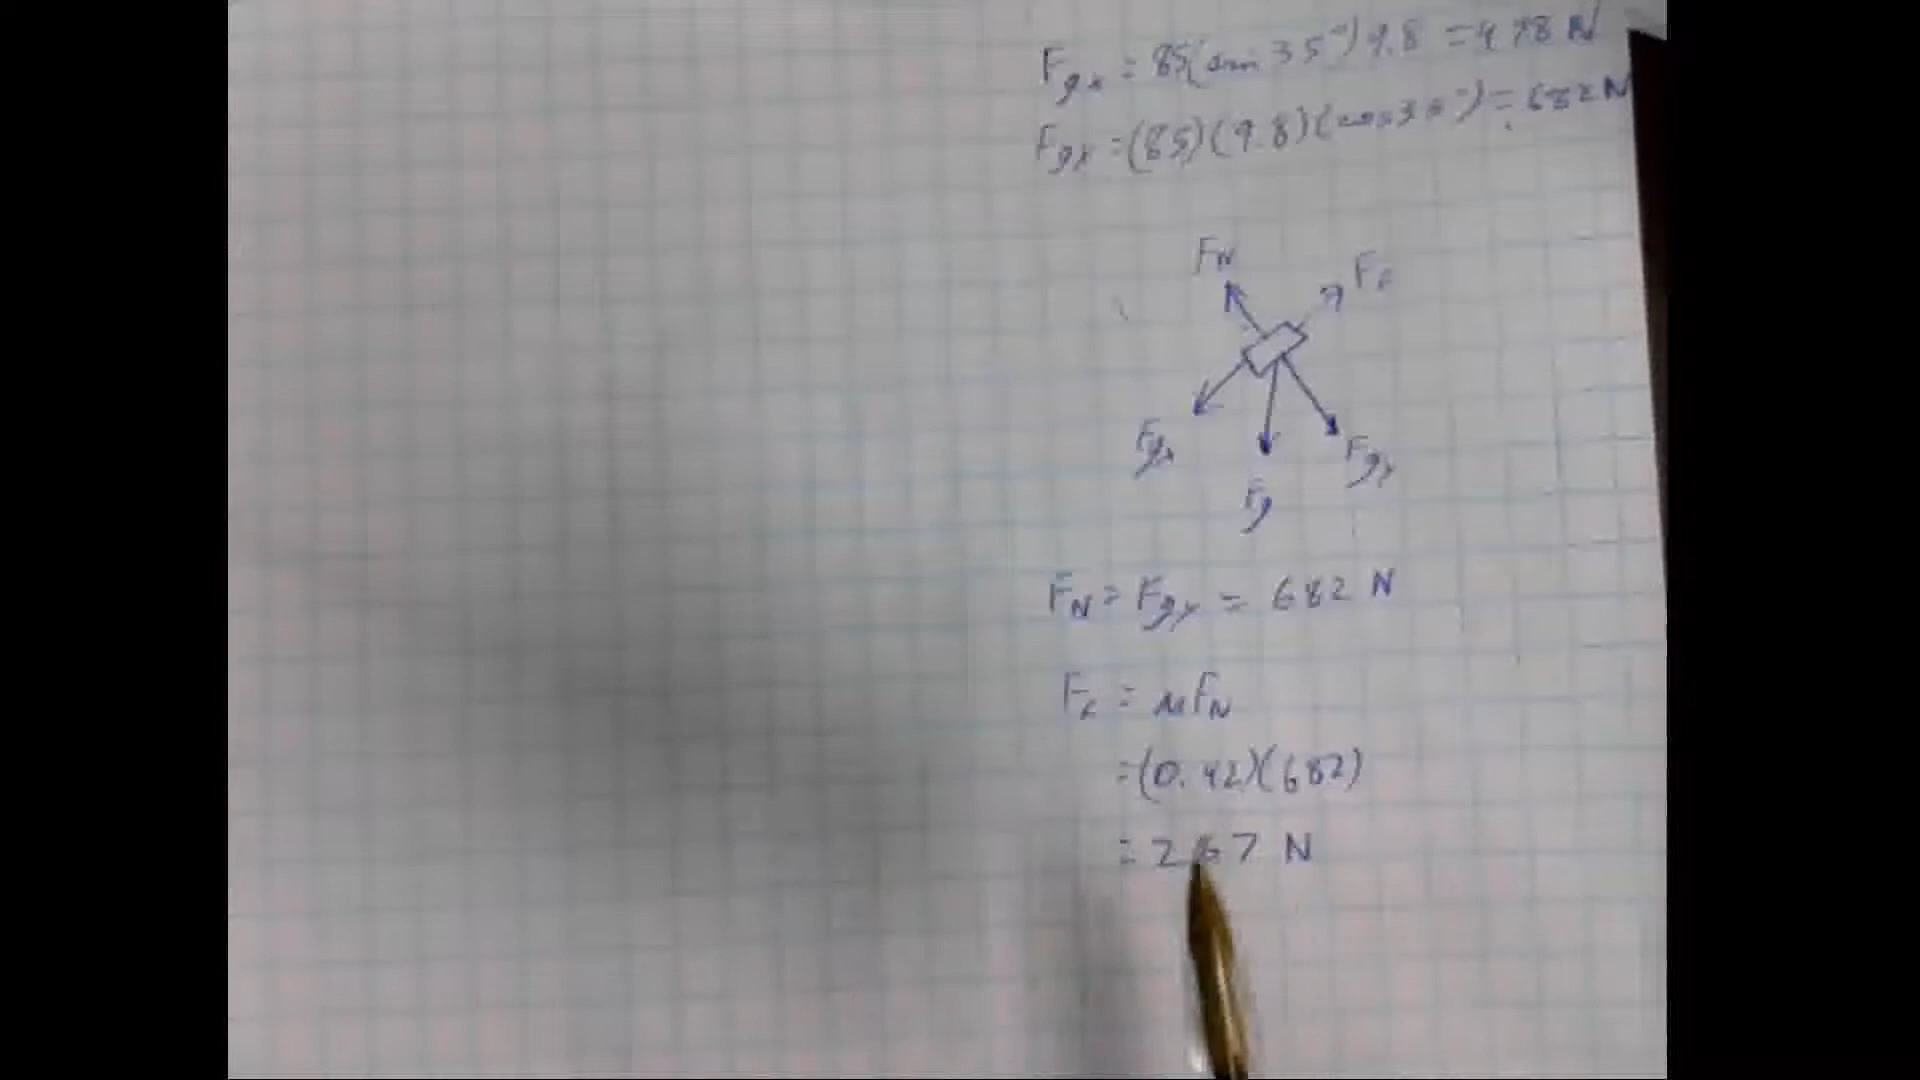 Fgx = 85(sin 35°) 9.8 = 478 N
Fgy = (85)(9.8)(cos 35°) = 682 N
FN
Ff
Fgx
Fgy
Fg
FN = Fgy = 682 N
Ff = μFN
= (0.42)(682)
= 267 N